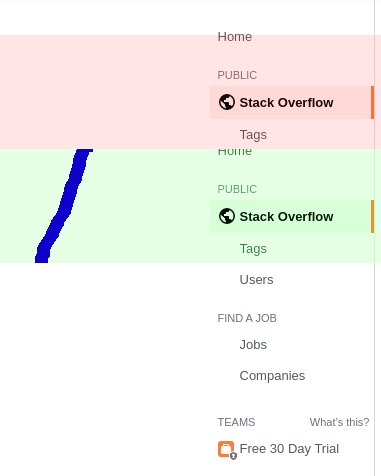 Home
PUBLIC
Stack Overflow
Tags
Home
PUBLIC
Stack Overflow
Tags
Users
FIND A JOB
Jobs
Companies
TEAMS What's this?
Free 30 Day Trial